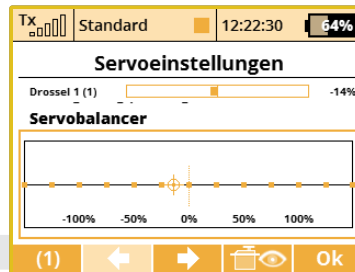 Tx Standard 12:22:30 64%
Servoeinstellungen
Drossel 1 (1) -14%
Servobalancer
-100% -50% 0% 50% 100%
(1) Ok